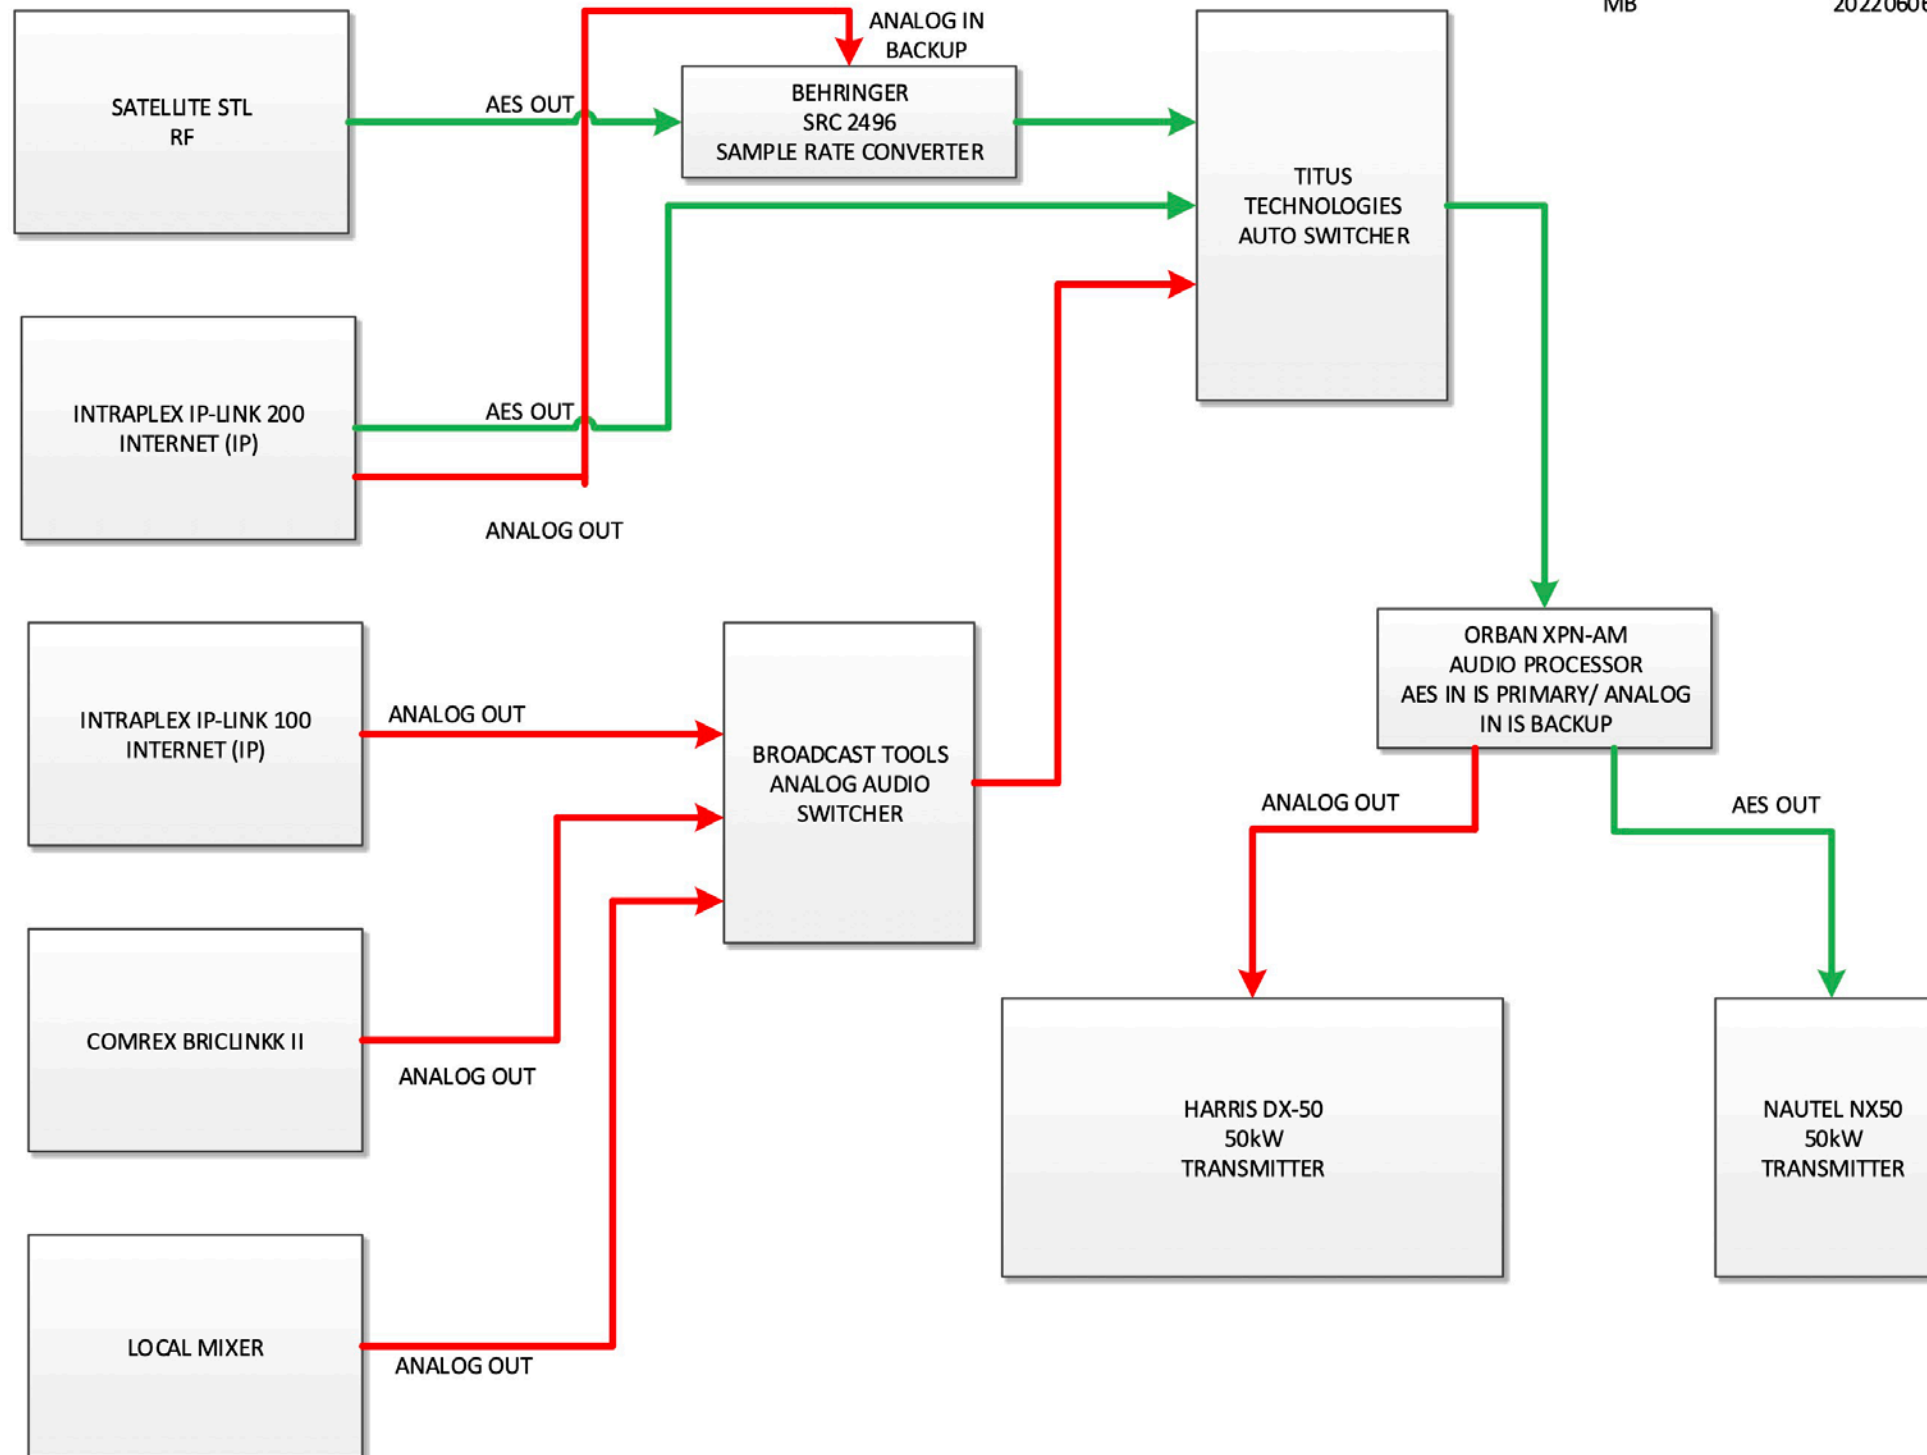 MB 20220606
ANALOG IN
BACKUP
SATELLITE STL
RF
AES OUT
BEHRINGER
SRC 2496
SAMPLE RATE CONVERTER
TITUS
TECHNOLOGIES
AUTO SWITCHER
INTRAPLEX IP-LINK 200
INTERNET (IP)
AES OUT
ANALOG OUT
INTRAPLEX IP-LINK 100
INTERNET (IP)
ANALOG OUT
BROADCAST TOOLS
ANALOG AUDIO
SWITCHER
ORBAN XPN-AM
AUDIO PROCESSOR
AES IN IS PRIMARY/ ANALOG
IN IS BACKUP
ANALOG OUT
AES OUT
COMREX BRICLINKK II
ANALOG OUT
HARRIS DX-50
50kW
TRANSMITTER
NAUTEL NX50
50kW
TRANSMITTER
LOCAL MIXER
ANALOG OUT